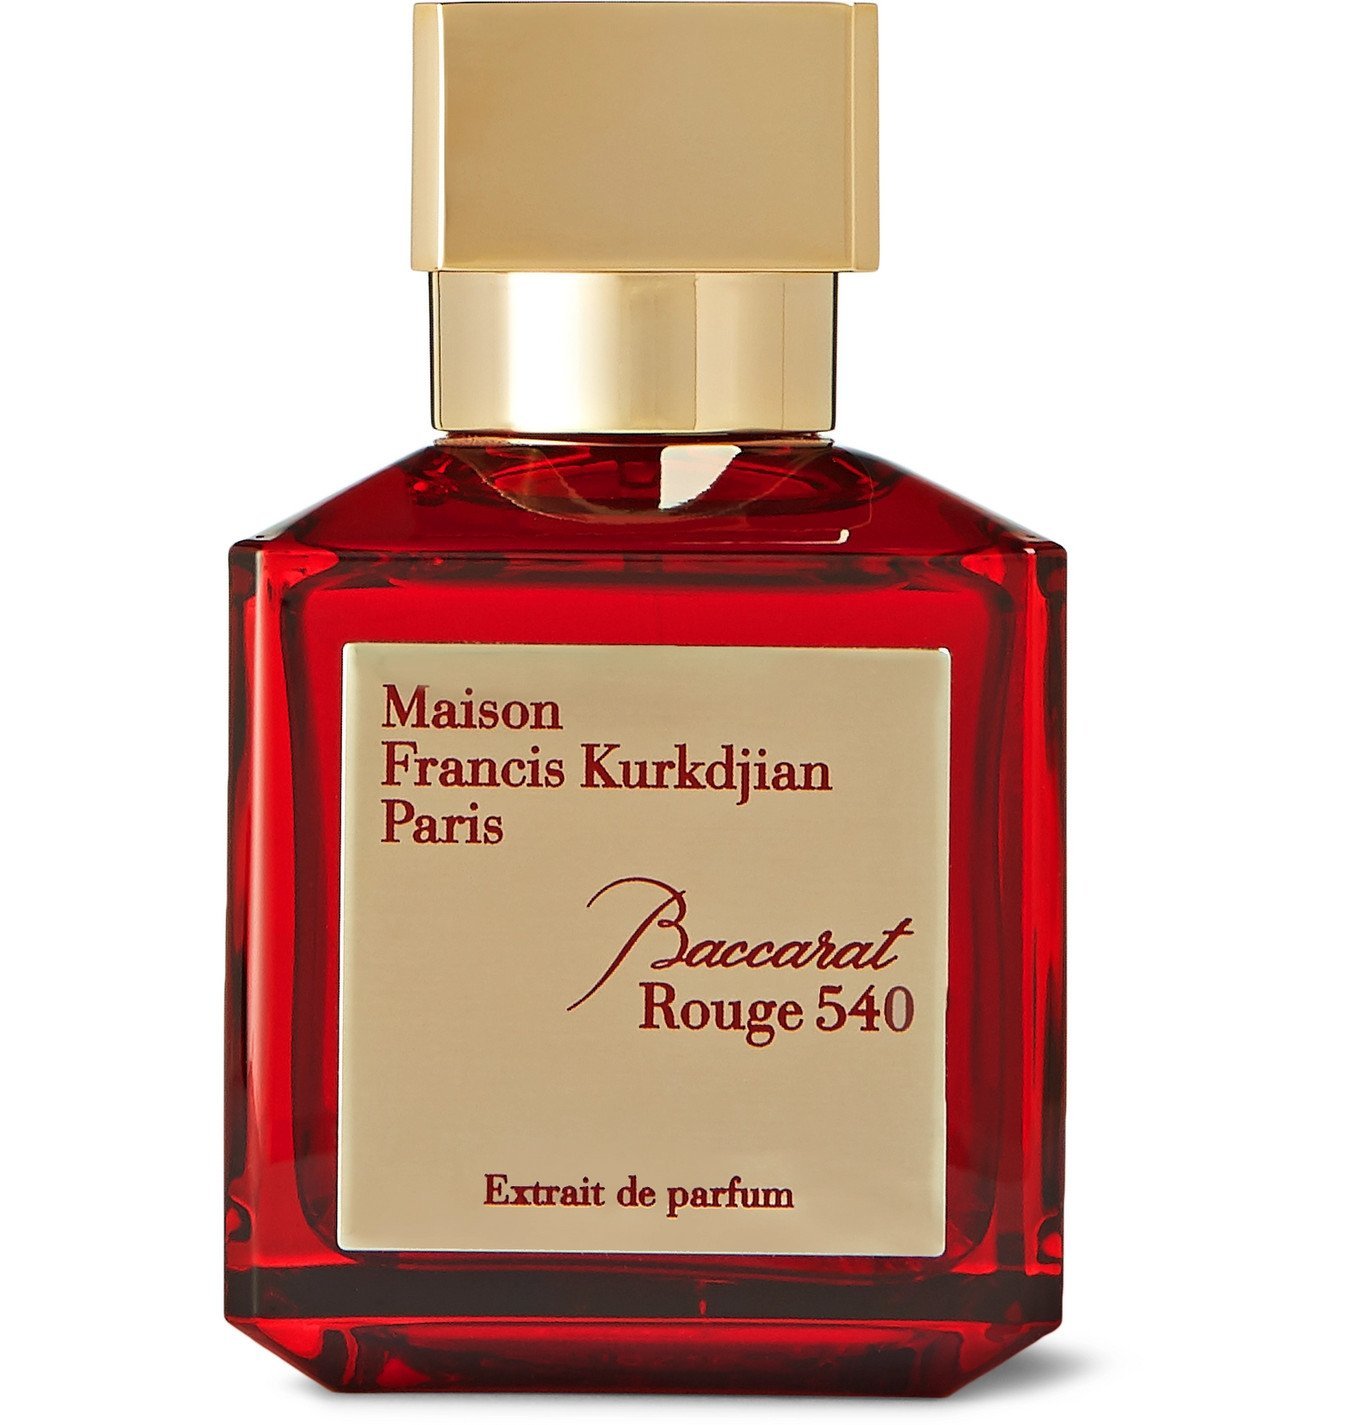 Maison
Francis Kurkdjian
Paris
Baccarat
Rouge 540
Extrait de parfum